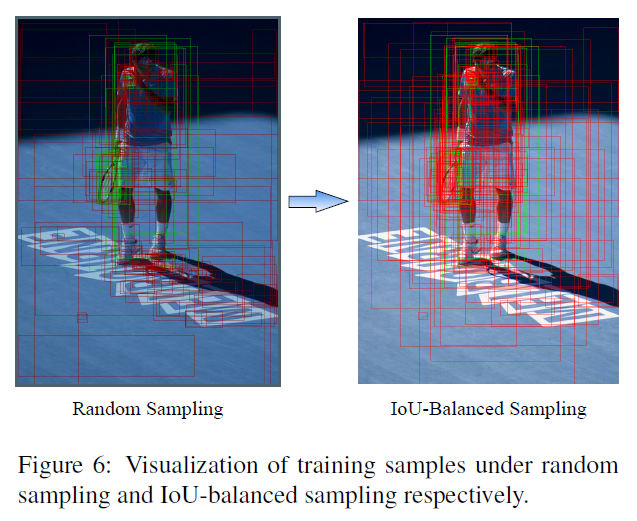 Random Sampling
IoU-Balanced Sampling
Figure 6: Visualization of training samples under random
sampling and IoU-balanced sampling respectively.